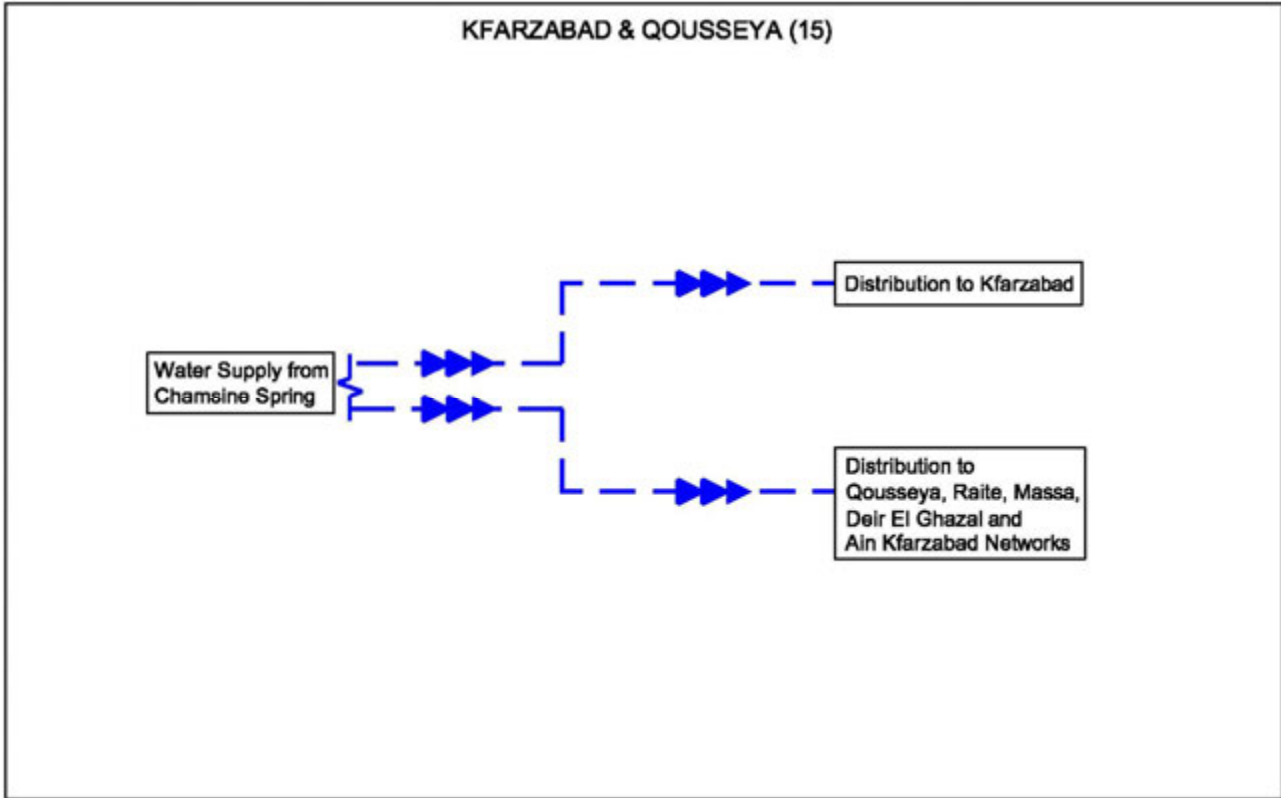 KFARZABAD & QOUSSEYA (15)
Distribution to Kfarzabad
Water Supply from
Chamsine Spring
Distribution to
Qousseya, Raite, Massa,
Deir El Ghazal and
Ain Kfarzabad Networks